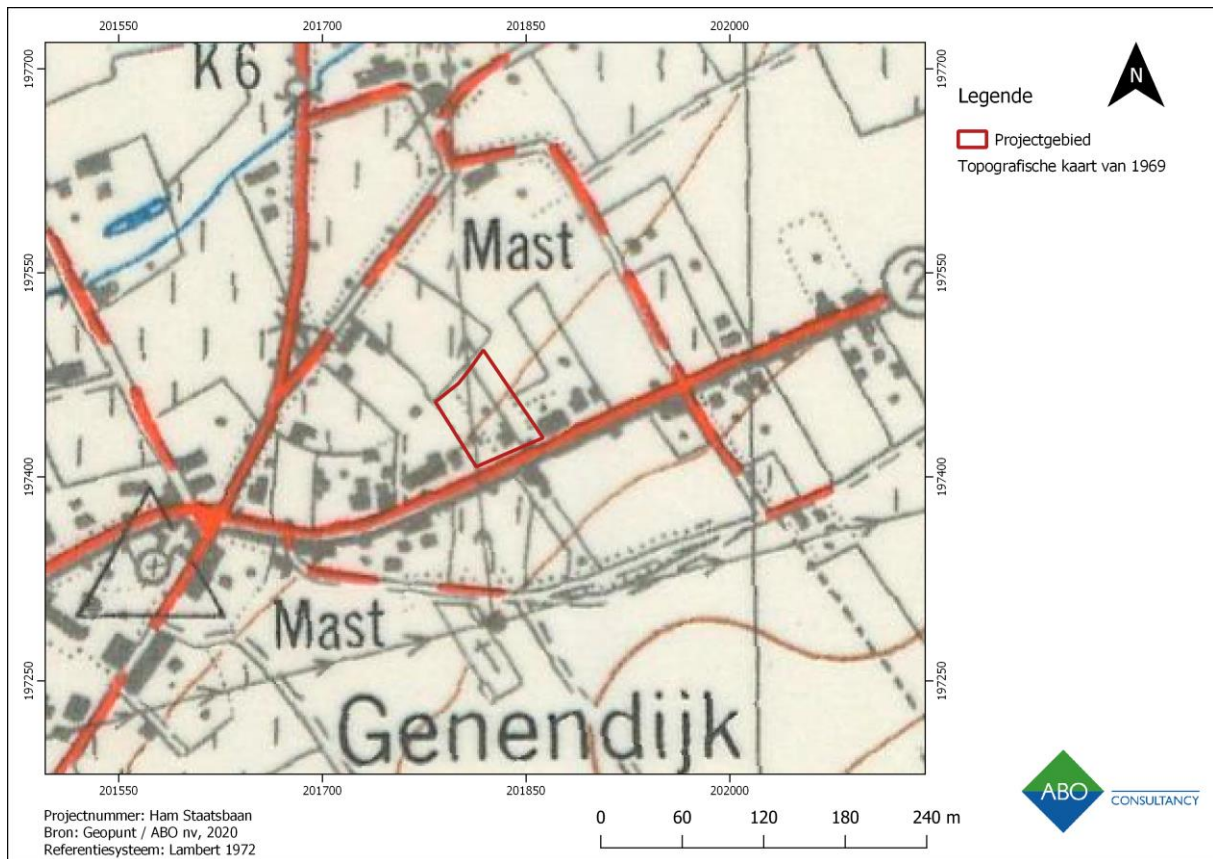 201550 201700 201850 202000
197700 197700
K6
N
Legende
Projectgebied
Topografische kaart van 1969
Mast
197550 197550
2
197400 197400
Mast
197250 197250
Genendijk
201550 201700 201850 202000
Projectnummer: Ham Staatsbaan
Bron: Geopunt / ABO nv, 2020
Referentiesysteem: Lambert 1972
0 60 120 180 240 m
ABO CONSULTANCY